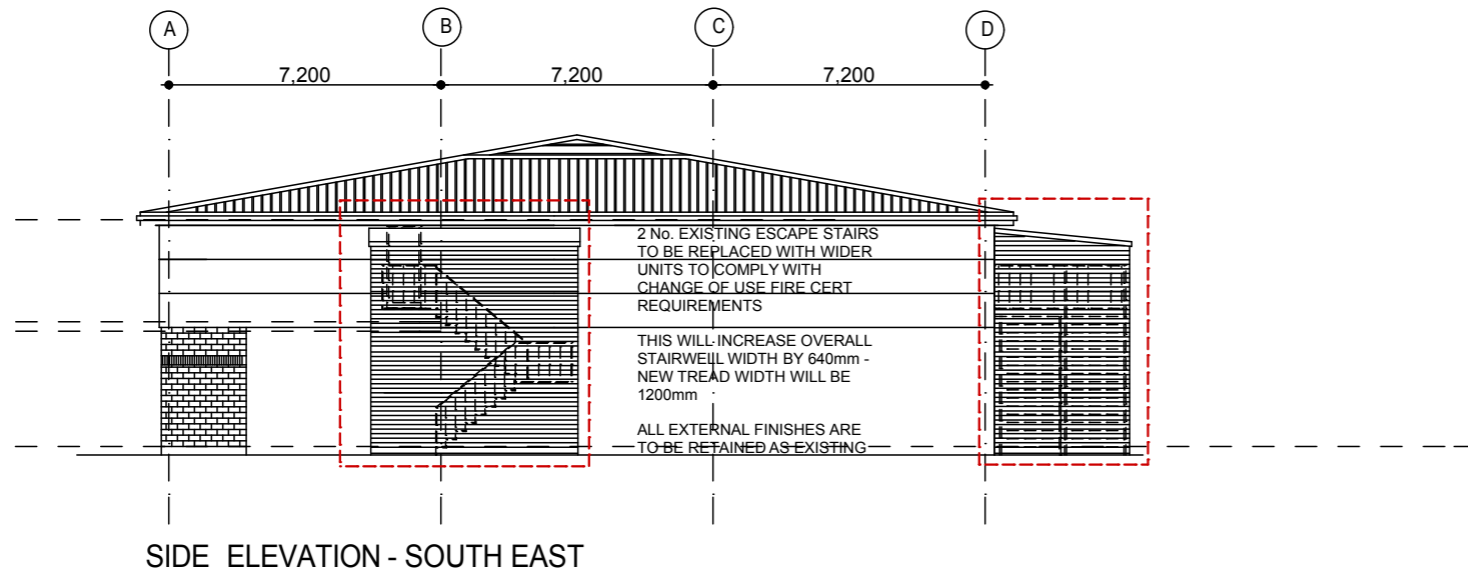 A B C D
7,200 7,200 7,200
2 No. EXISTING ESCAPE STAIRS
TO BE REPLACED WITH WIDER
UNITS TO COMPLY WITH
CHANGE OF USE FIRE CERT
REQUIREMENTS
THIS WILL INCREASE OVERALL
STAIRWELL WIDTH BY 640mm -
NEW TREAD WIDTH WILL BE
1200mm
ALL EXTERNAL FINISHES ARE
TO BE RETAINED AS EXISTING
SIDE ELEVATION - SOUTH EAST